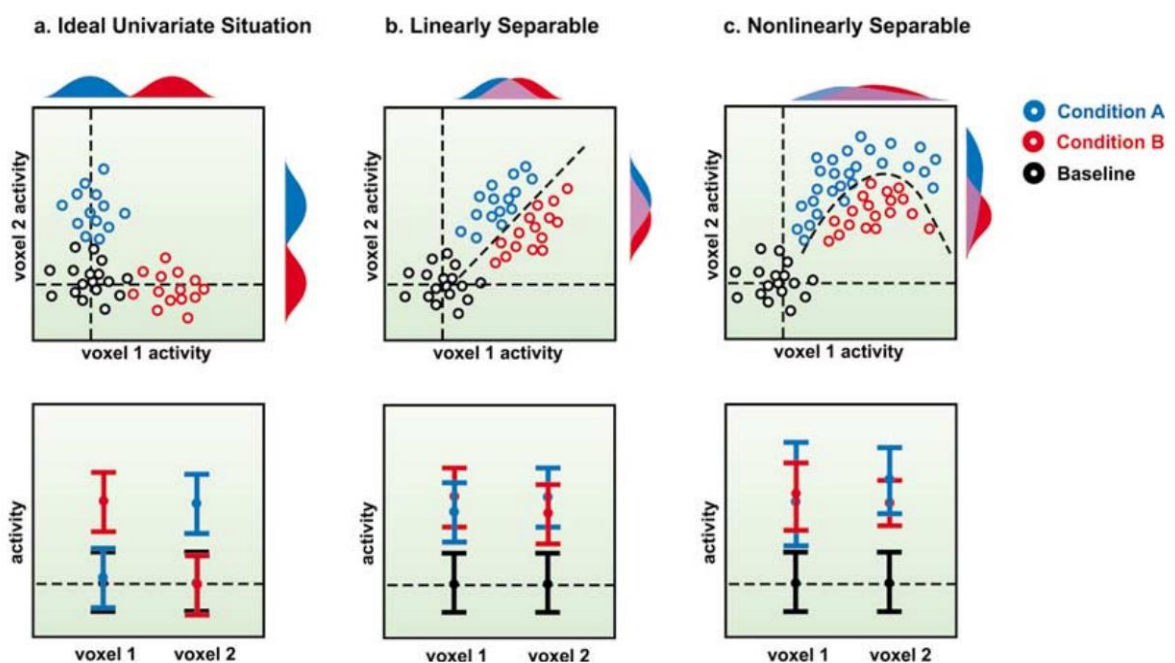 a. Ideal Univariate Situation
b. Linearly Separable
c. Nonlinearly Separable
voxel 2 activity
voxel 1 activity
voxel 2 activity
voxel 1 activity
voxel 2 activity
voxel 1 activity
Condition A
Condition B
Baseline
activity
voxel 1 voxel 2
activity
voxel 1 voxel 2
activity
voxel 1 voxel 2